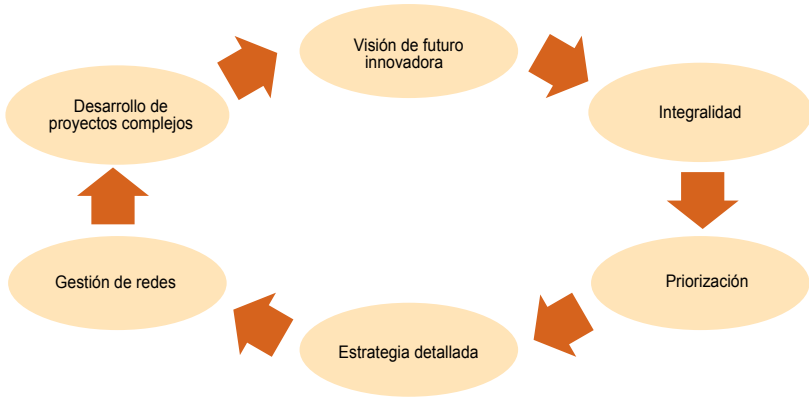 Visión de futuro
innovadora
Integralidad
Priorización
Estrategia detallada
Gestión de redes
Desarrollo de
proyectos complejos